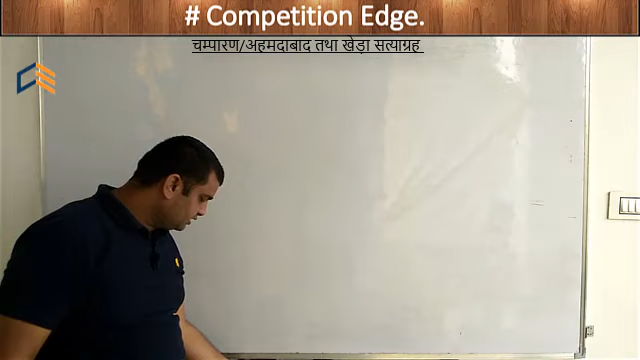 # Competition Edge.
चम्पारण/अहमदाबाद तथा खेड़ा सत्याग्रह